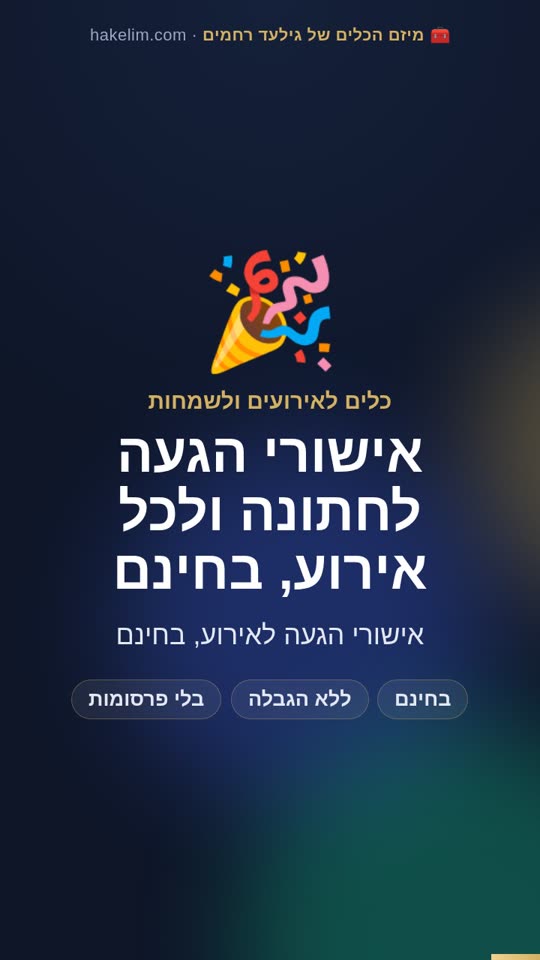 🧰 מיזם הכלים של גילעד רחמים · hakelim.com
כלים לאירועים ולשמחות
אישורי הגעה
לחתונה ולכל
אירוע, בחינם
אישורי הגעה לאירוע, בחינם
בחינם
ללא הגבלה
בלי פרסומות